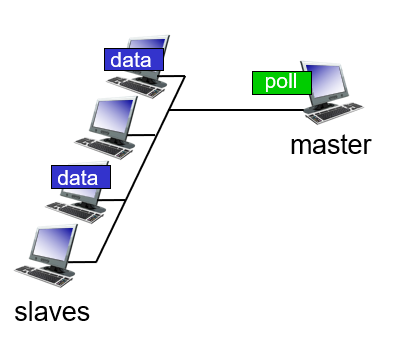 data
poll
master
data
slaves